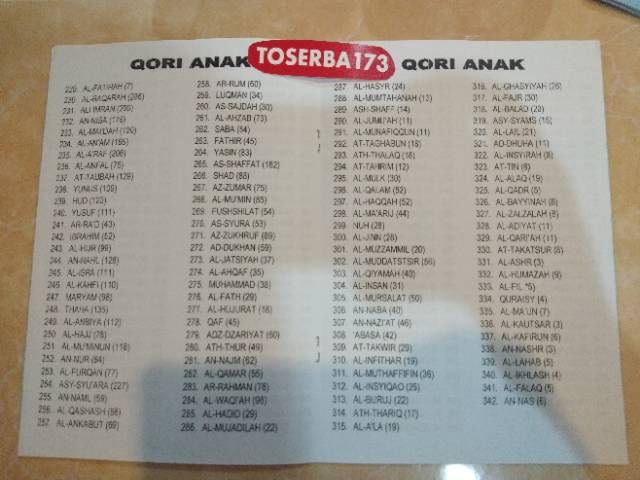 QORI ANAK
TOSERBA173
QORI ANAK
229. AL-FATIHAH (7)
230. AL-BAQARAH (286)
231. ALI IMRAN (200)
232. AN-NISA (176)
233. AL-MAIDAH (120)
234. AL-AN'AM (155)
235. AL-A'RAF (206)
236. AL-ANFAL (75)
237. AT-TAUBAH (129)
238. YUNUS (109)
239. HUD (123)
240. YUSUF (111)
241. AR-RA'D (43)
242. IBRAHIM (52)
243. AL-HIJR (99)
244. AN-NAHL (128)
245. AL-ISRA (111)
246. AL-KAHFI (110)
247. MARYAM (98)
248. THAHA (135)
249. AL-ANBIYA (112)
250. AL-HAJJ (78)
251. AL-MU'MINUN (118)
252. AN-NUR (64)
253. AL-FURQAN (77)
254. ASY-SYU'ARA (227)
255. AN-NAML (59)
256. AL-QASHASH (88)
257. AL-ANKABUT (69)
258. AR-RUM (60)
259. LUQMAN (34)
260. AS-SAJDAH (30)
261. AL-AHZAB (73)
262. SABA (54)
263. FATHIR (45)
264. YASIN (83)
265. AS-SHAFFAT (182)
266. SHAD (88)
267. AZ-ZUMAR (75)
268. AL-MU'MIN (85)
269. FUSHSHILAT (54)
270. AS-SYURA (53)
271. AZ-ZUKHRUF (89)
272. AD-DUKHAN (59)
273. AL-JATSIYAH (37)
274. AL-AHQAF (35)
275. MUHAMMAD (38)
276. AL-FATH (29)
277. AL-HUJURAT (18)
278. QAF (45)
279. ADZ-DZARIYAT (60)
280. ATH-THUR (49)
281. AN-NAJM (62)
282. AL-QAMAR (55)
283. AR-RAHMAN (78)
284. AL-WAQI'AH (96)
285. AL-HADID (29)
286. AL-MUJADILAH (22)
287. AL-HASYR (24)
288. AL-MUMTAHANAH (13)
289. ASH-SHAFF (14)
290. AL-JUMU'AH (11)
291. AL-MUNAFIQQUN (11)
292. AT-TAGHABUN (18)
293. ATH-THALAQ (18)
294. AT-TAHIRIM (12)
295. AL-MULK (30)
296. AL-QALAM (52)
297. AL-HAQQAH (52)
298. AL-MA'ARIJ (44)
299. NUH (28)
300. AL-JINN (28)
301. AL-MUZZAMMIL (20)
302. AL-MUDDATSTSIR (56)
303. AL-QIYAMAH (40)
304. AL-INSAN (31)
305. AL-MURSALAT (50)
306. AN-NABA (40)
307. AN-NAZI'AT (46)
308. 'ABASA (42)
309. AT-TAKWIR (29)
310. AL-INFITHAR (19)
311. AL-MUTHAFFIFIN (36)
312. AL-INSYIQAQ (25)
313. AL-BURUJ (22)
314. ATH-THARIQ (17)
315. AL-A'LA (19)
316. AL-GHASYIYAH (26)
317. AL-FAJR (30)
318. AL-BALAD (20)
319. ASY-SYAMS (15)
320. AL-LAIL (21)
321. AD-DHUHA (11)
322. AL-INSYIRAH (8)
323. AT-TIN (8)
324. AL-ALAQ (19)
325. AL-QADR (5)
326. AL-BAYYINAH (8)
327. AL-ZALZALAH (8)
328. AL-ADIYAT (11)
329. AL-QARI'AH (11)
330. AT-TAKATSUR (8)
331. AL-ASHR (3)
332. AL-HUMAZAH (9)
333. AL-FIL *5)
334. QURAISY (4)
335. AL-MA'UN (7)
336. AL-KAUTSAR (3)
337. AL-KAFIRUN (6)
338. AN-NASHR (3)
339. AL-LAHAB (5)
340. AL-IKHLASH (4)
341. AL-FALAQ (5)
342. AN-NAS (6)